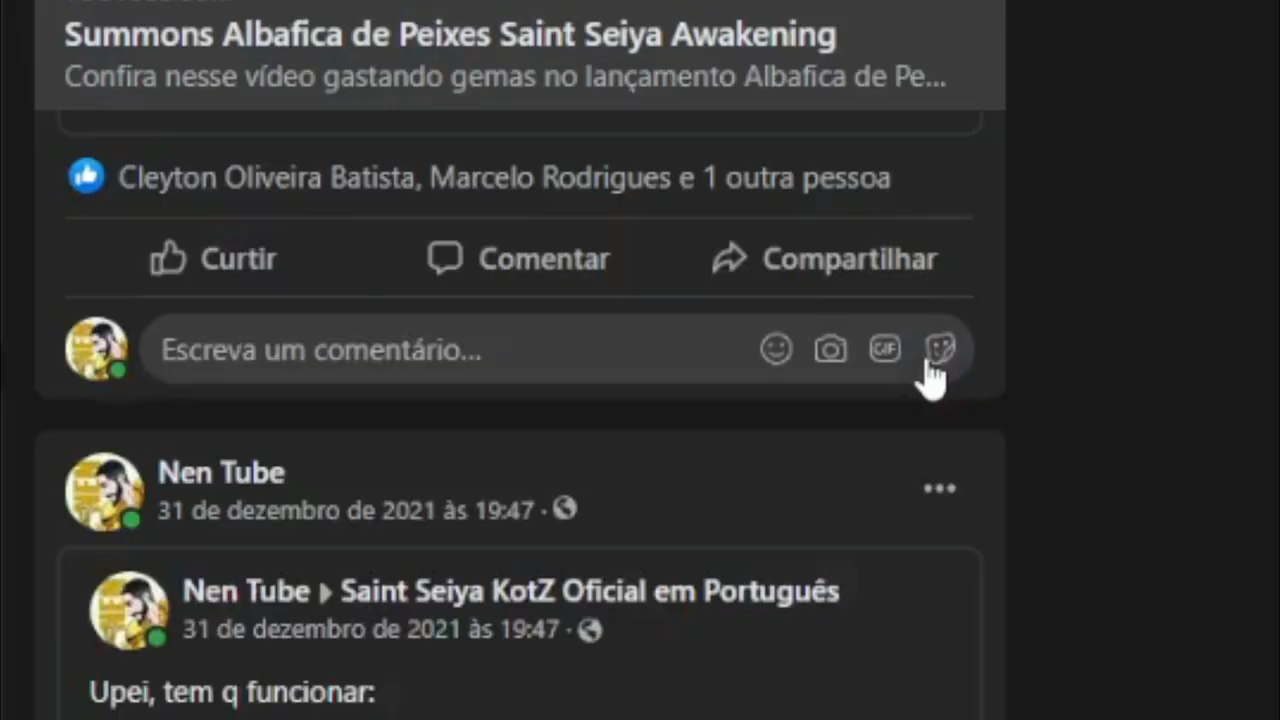 Summons Albafica de Peixes Saint Seiya Awakening
Confira nesse vídeo gastando gemas no lançamento Albafica de Pe...
Cleyton Oliveira Batista, Marcelo Rodrigues e 1 outra pessoa
Curtir Comentar Compartilhar
Escreva um comentário... GIF
Nen Tube
31 de dezembro de 2021 às 19:47 ·
Nen Tube Saint Seiya KotZ Oficial em Português
31 de dezembro de 2021 às 19:47 ·
Upei, tem q funcionar: